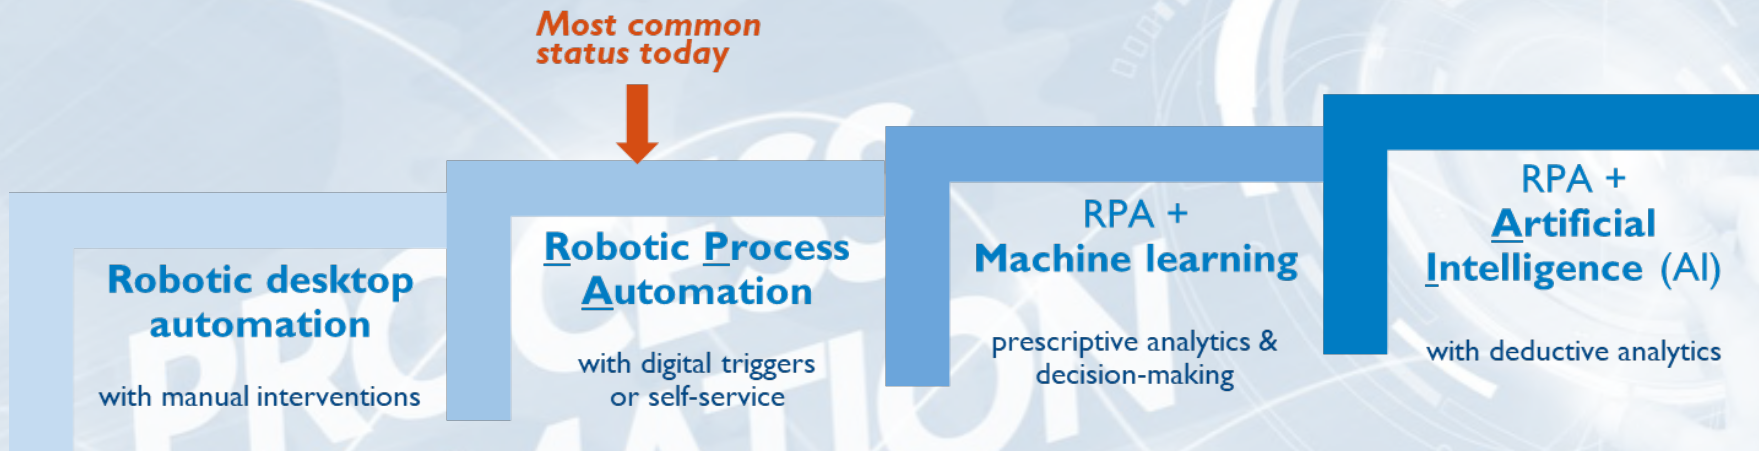 Most common
status today
Robotic desktop
automation
with manual interventions
Robotic Process
Automation
with digital triggers
or self-service
RPA +
Machine learning
prescriptive analytics &
decision-making
RPA +
Artificial
Intelligence (AI)
with deductive analytics
PROCESS